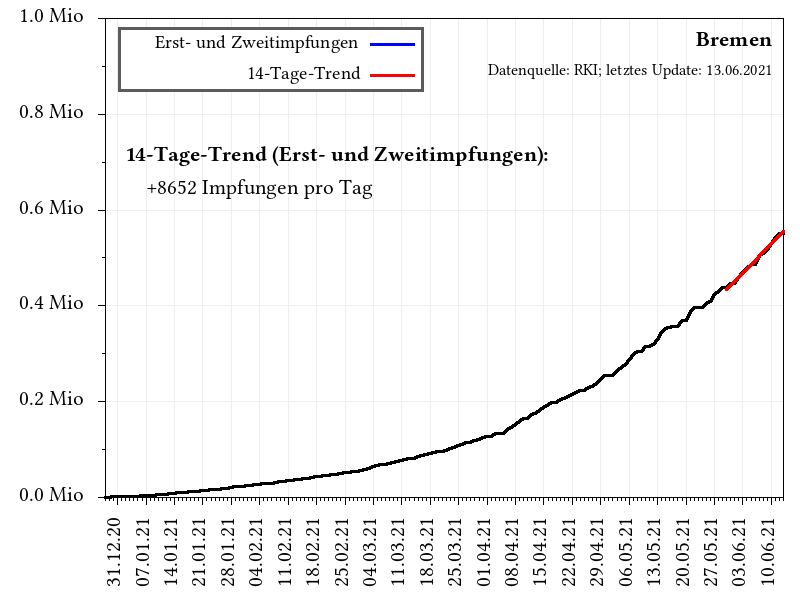 1.0 Mio
Erst- und Zweitimpfungen
14-Tage-Trend
Bremen
Datenquelle: RKI; letztes Update: 13.06.2021
0.8 Mio
14-Tage-Trend (Erst- und Zweitimpfungen):
+8652 Impfungen pro Tag
0.6 Mio
0.4 Mio
0.2 Mio
0.0 Mio
31.12.20
07.01.21
14.01.21
21.01.21
28.01.21
04.02.21
11.02.21
18.02.21
25.02.21
04.03.21
11.03.21
18.03.21
25.03.21
01.04.21
08.04.21
15.04.21
22.04.21
29.04.21
06.05.21
13.05.21
20.05.21
27.05.21
03.06.21
10.06.21